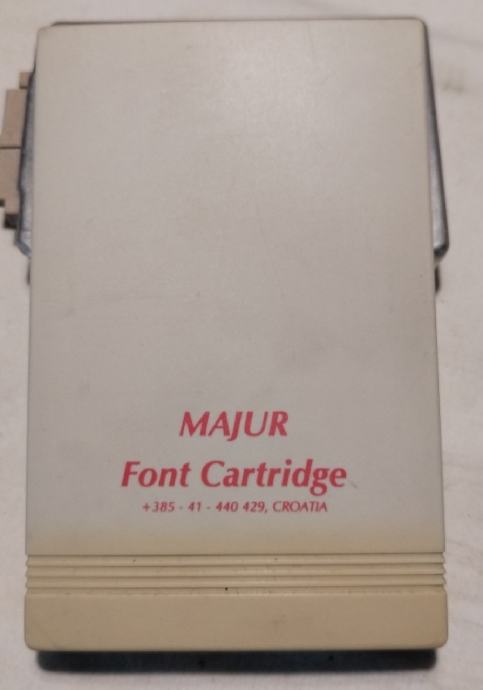 MAJUR
Font Cartridge
+385 - 41 - 440 429, CROATIA